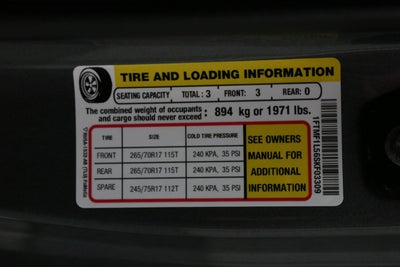 TIRE AND LOADING INFORMATION
SEATING CAPACITY TOTAL: 3 FRONT: 3 REAR: 0
The combined weight of occupants and cargo should never exceed : 894 kg or 1971 lbs.
TIRE SIZE COLD TIRE PRESSURE
FRONT 265/70R17 115T 240 KPA, 35 PSI
REAR 265/70R17 115T 240 KPA, 35 PSI
SPARE 245/75R17 112T 240 KPA, 35 PSI
SEE OWNERS
MANUAL FOR
ADDITIONAL
INFORMATION
1FTMF1L56SKF03309